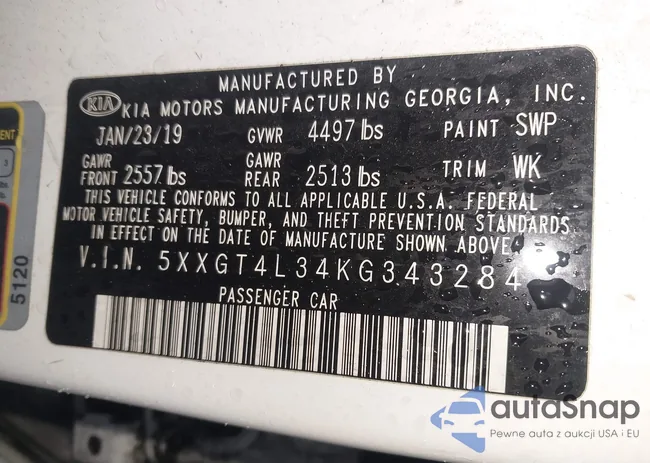 MANUFACTURED BY
KIA KIA MOTORS MANUFACTURING GEORGIA, INC.
JAN/23/19 GVWR 4497 lbs PAINT SWP
GAWR FRONT 2557 lbs GAWR REAR 2513 lbs TRIM WK
THIS VEHICLE CONFORMS TO ALL APPLICABLE U.S.A. FEDERAL
MOTOR VEHICLE SAFETY, BUMPER, AND THEFT PREVENTION STANDARDS
IN EFFECT ON THE DATE OF MANUFACTURE SHOWN ABOVE
V.I.N. 5XXGT4L34KG343284
PASSENGER CAR
5120
autaSnap
Pewne auta z aukcji USA i EU